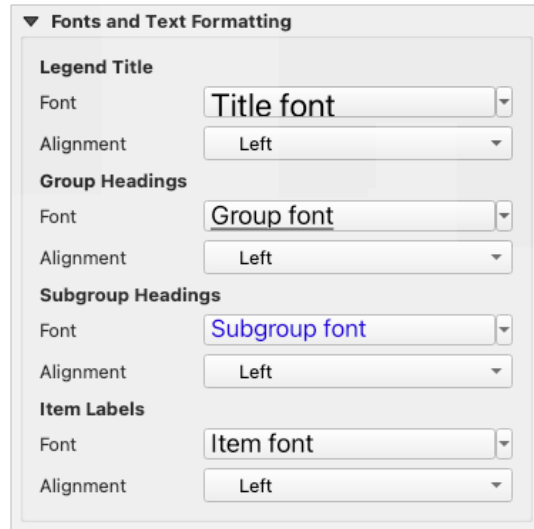 Fonts and Text Formatting
Legend Title
Font Title font
Alignment Left
Group Headings
Font Group font
Alignment Left
Subgroup Headings
Font Subgroup font
Alignment Left
Item Labels
Font Item font
Alignment Left